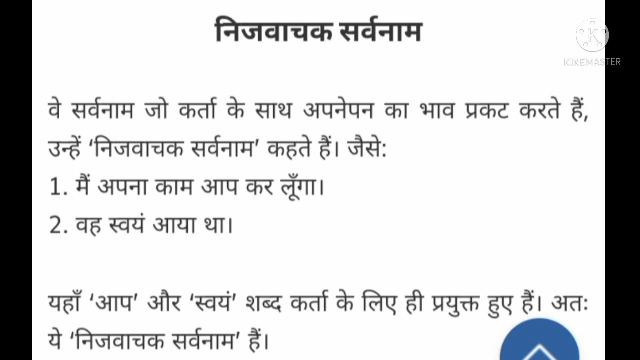 निजवाचक सर्वनाम
KINEMASTER
वे सर्वनाम जो कर्ता के साथ अपनेपन का भाव प्रकट करते हैं,
उन्हें ‘निजवाचक सर्वनाम’ कहते हैं। जैसे:
1. मैं अपना काम आप कर लूँगा।
2. वह स्वयं आया था।
यहाँ ‘आप’ और ‘स्वयं’ शब्द कर्ता के लिए ही प्रयुक्त हुए हैं। अतः
ये ‘निजवाचक सर्वनाम’ हैं।